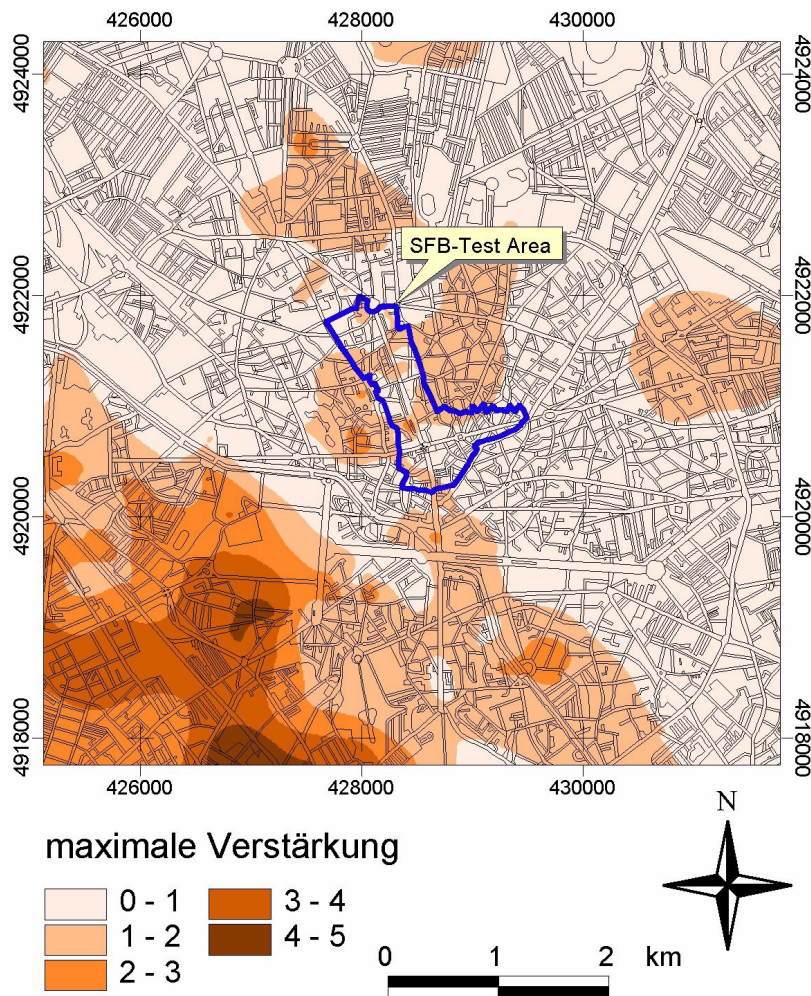 426000 428000 430000
4924000 4924000
SFB-Test Area
4922000 4922000
4920000 4920000
4918000 4918000
426000 428000 430000
maximale Verstärkung
N
0 - 1 3 - 4
1 - 2 4 - 5
2 - 3
0 1 2 km